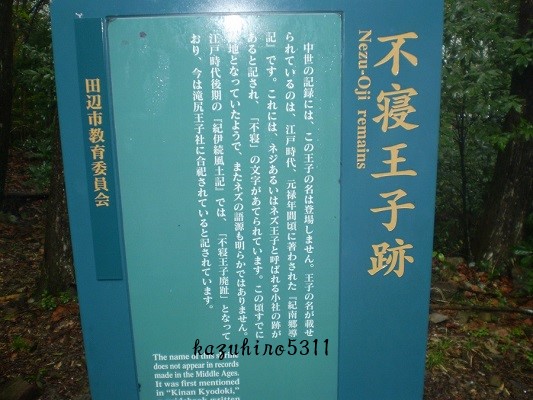 不寝王子跡
Nezu-Oji remains
中世の記録には、この王子の名は登場しません。王子の名が載せ
られているのは、江戸時代、元禄年間頃に著わされた『紀南郷導
記』です。これには、ネジあるいはネズ王子と呼ばれる小社の跡が
あると記され、「不寝」の文字があてられています。この頃すでに
跡地となっていたようで、またネズの語源も明らかではありません。
江戸時代後期の『紀伊続風土記』では、「不寝王子廃趾」となって
おり、今は滝尻王子社に合祀されていると記されています。
田辺市教育委員会
The name of this shrine
does not appear in records
made in the Middle Ages.
It was first mentioned
in "Kinan Kyodoki,"
kazuhiro5311